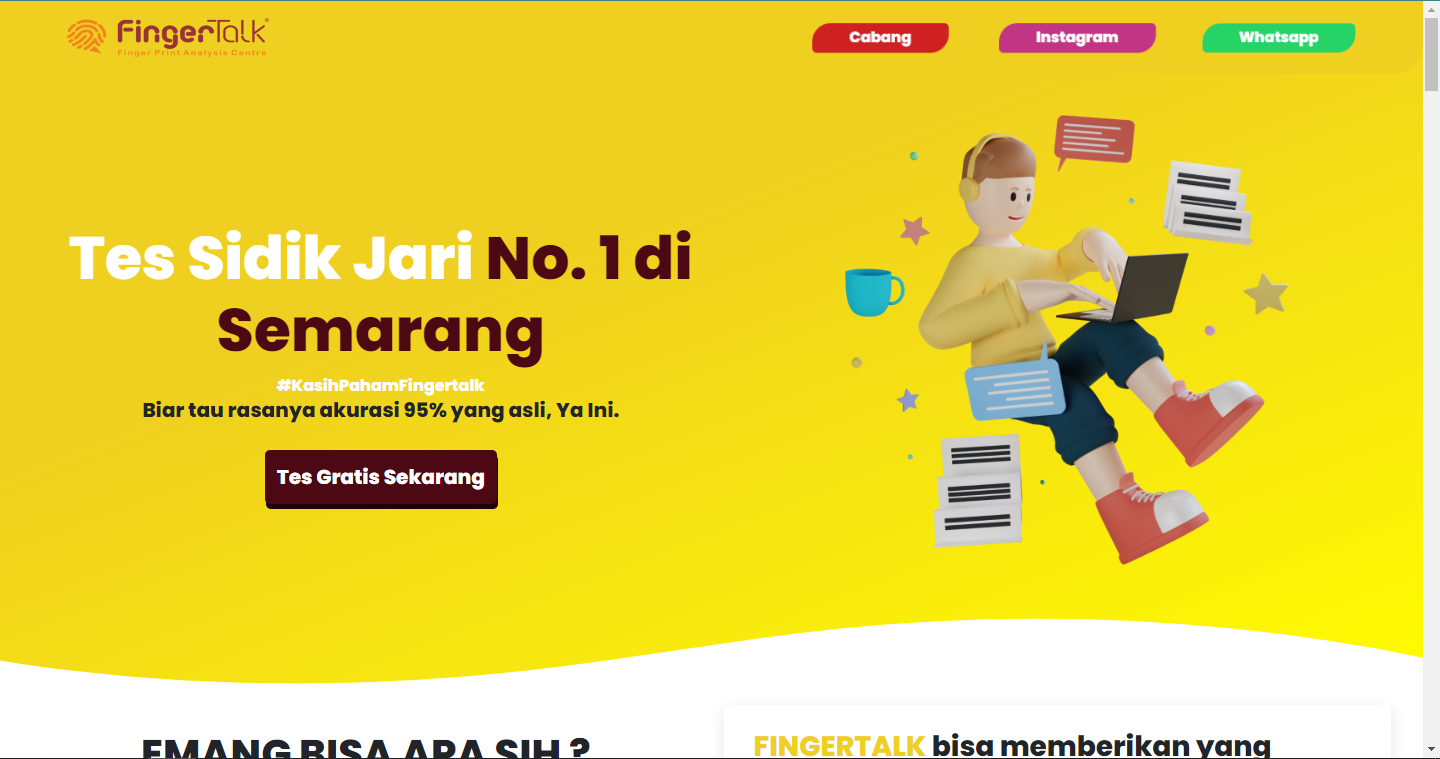 FingerTalk®
Finger Print Analysis Centre
Cabang
Instagram
Whatsapp
Tes Sidik Jari No. 1 di
Semarang
#KasihPahamFingertalk
Biar tau rasanya akurasi 95% yang asli, Ya Ini.
Tes Gratis Sekarang
EMANG BISA APA SIH ?
FINGERTALK bisa memberikan yang